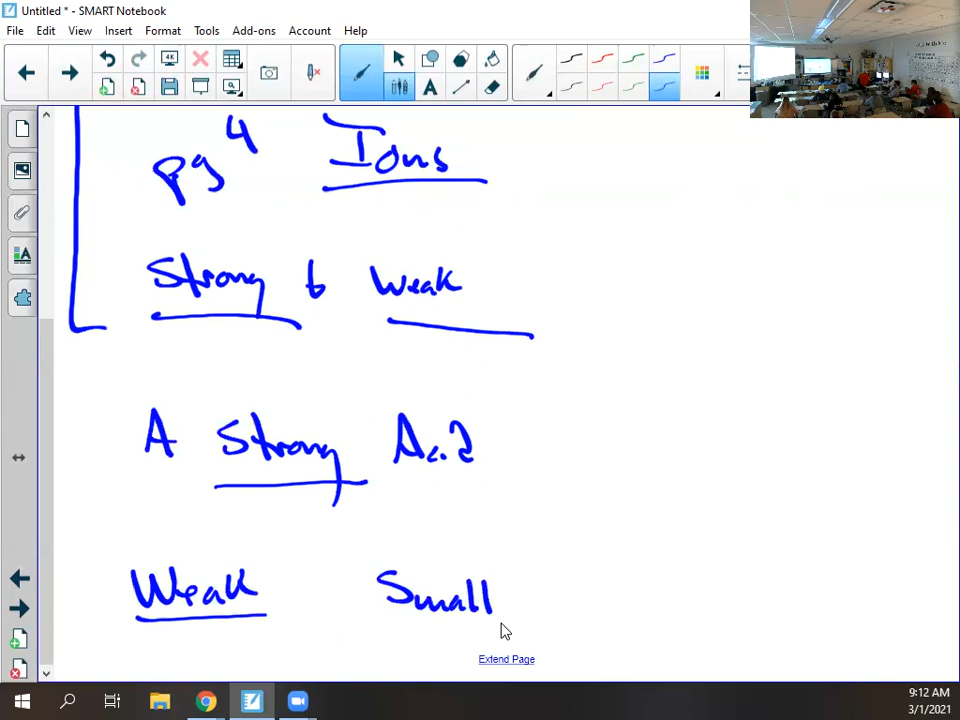 Untitled * - SMART Notebook
File Edit View Insert Format Tools Add-ons Account Help
pg 4 Ions
Strong to Weak
A Strong Acid
Weak Small
Extend Page
9:12 AM
3/1/2021